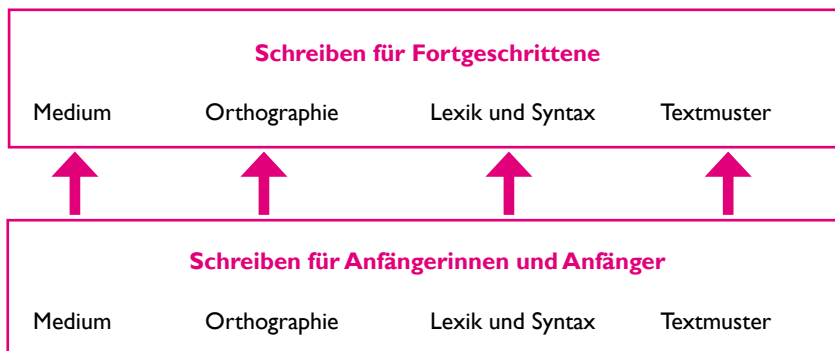 Schreiben für Fortgeschrittene
Medium Orthographie Lexik und Syntax Textmuster
Schreiben für Anfängerinnen und Anfänger
Medium Orthographie Lexik und Syntax Textmuster